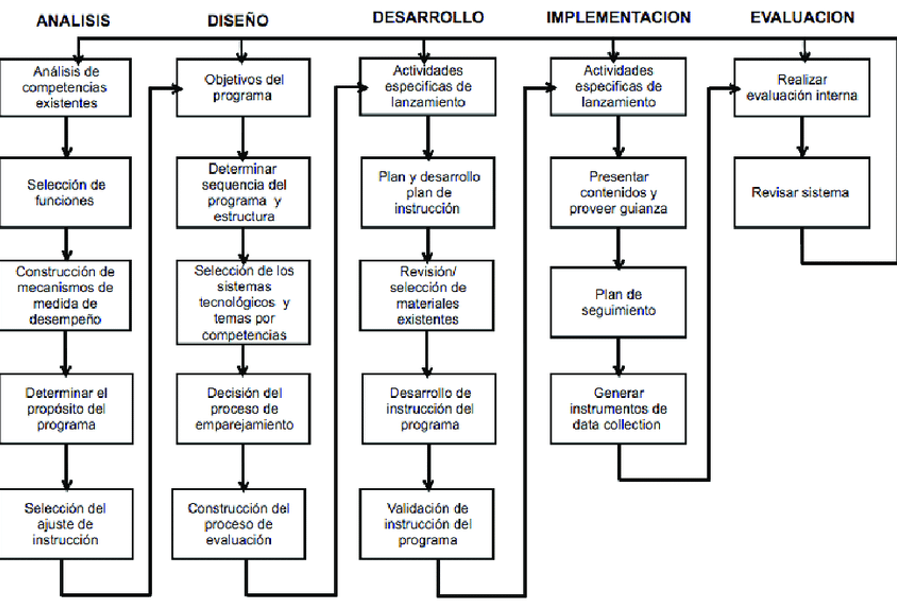 ANALISIS
Análisis de
competencias
existentes
Selección de
funciones
Construcción de
mecanismos de
medida de
desempeño
Determinar el
propósito del
programa
Selección del
ajuste de
instrucción
DISEÑO
Objetivos del
programa
Determinar
sequencia del
programa y
estructura
Selección de los
sistemas
tecnológicos y
temas por
competencias
Decisión del
proceso de
emparejamiento
Construcción del
proceso de
evaluación
DESARROLLO
Actividades
especificas de
lanzamiento
Plan y desarrollo
plan de
instrucción
Revisión/
selección de
materiales
existentes
Desarrollo de
instrucción del
programa
Validación de
instrucción del
programa
IMPLEMENTACION
Actividades
especificas de
lanzamiento
Presentar
contenidos y
proveer guianza
Plan de
seguimiento
Generar
instrumentos de
data collection
EVALUACION
Realizar
evaluación interna
Revisar sistema